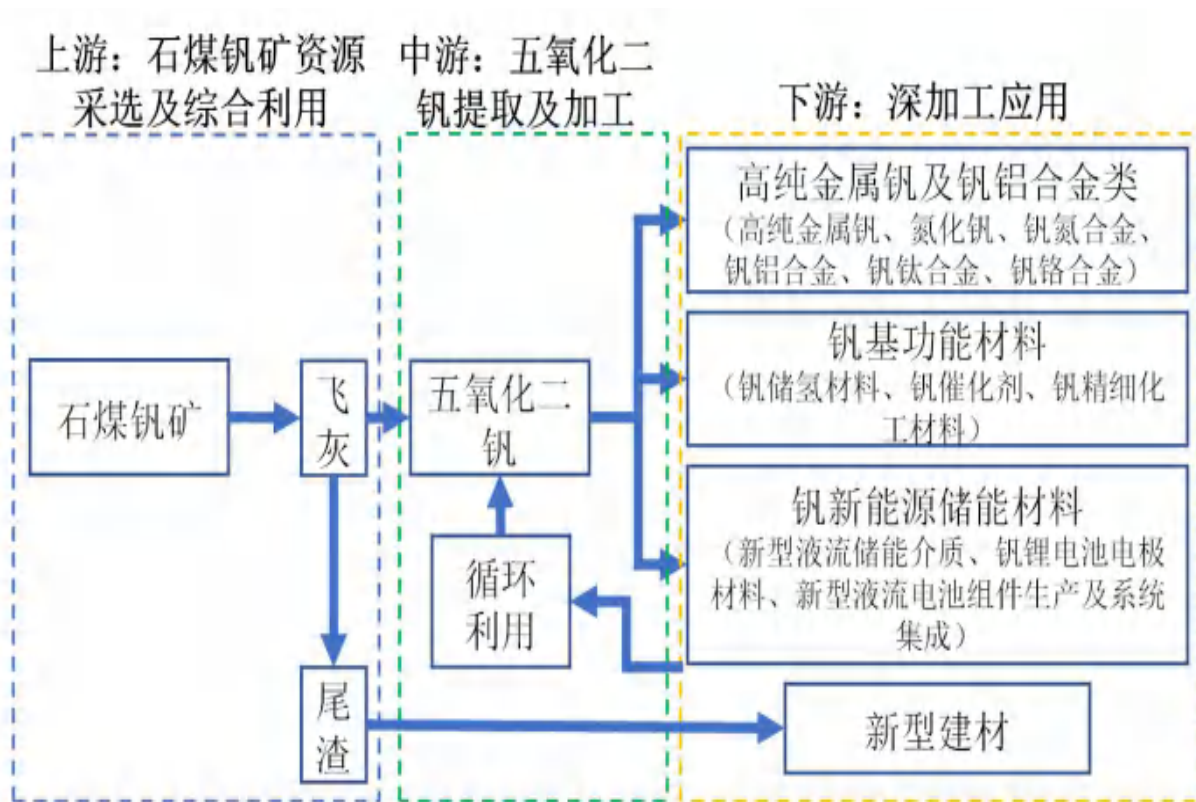 上游：石煤钒矿资源
采选及综合利用
中游：五氧化二
钒提取及加工
下游：深加工应用
高纯金属钒及钒铝合金类
（高纯金属钒、氮化钒、钒氮合金、
钒铝合金、钒钛合金、钒铬合金）
钒基功能材料
（钒储氢材料、钒催化剂、钒精细化
工材料）
石煤钒矿
飞
灰
五氧化二
钒
钒新能源储能材料
（新型液流储能介质、钒锂电池电极
材料、新型液流电池组件生产及系统
集成）
循环
利用
尾
渣
新型建材